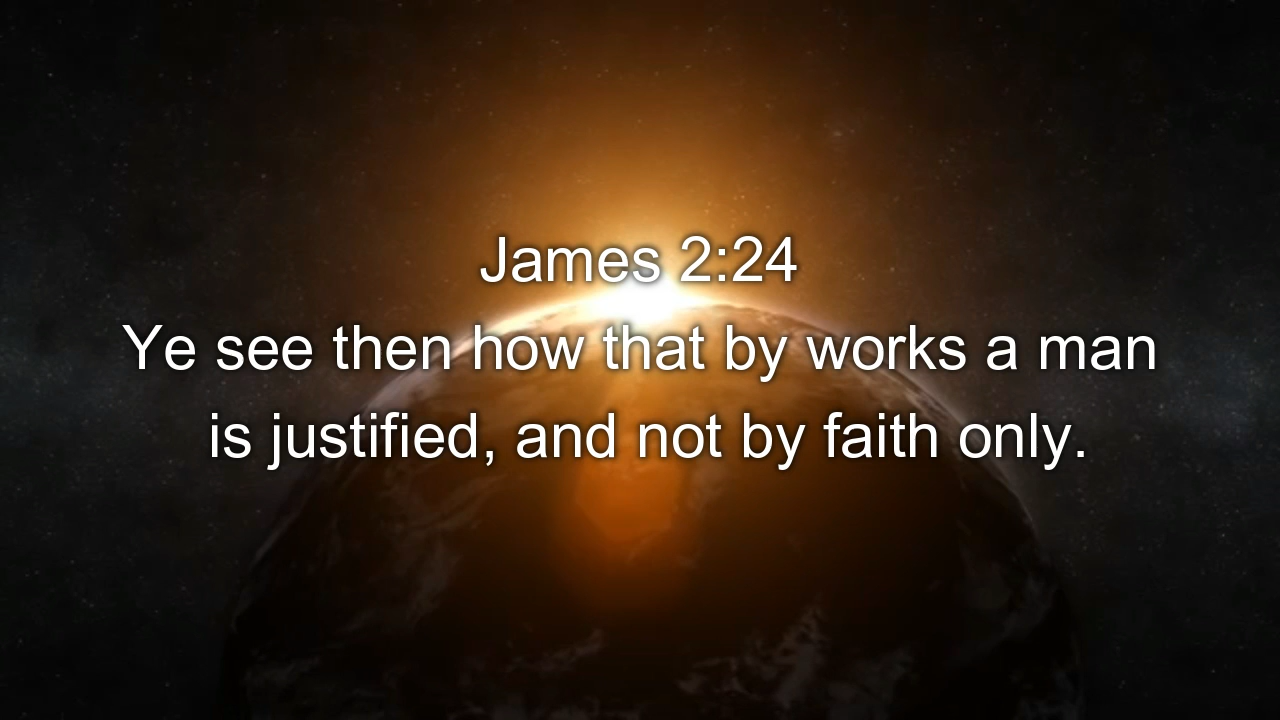 James 2:24
Ye see then how that by works a man
is justified, and not by faith only.